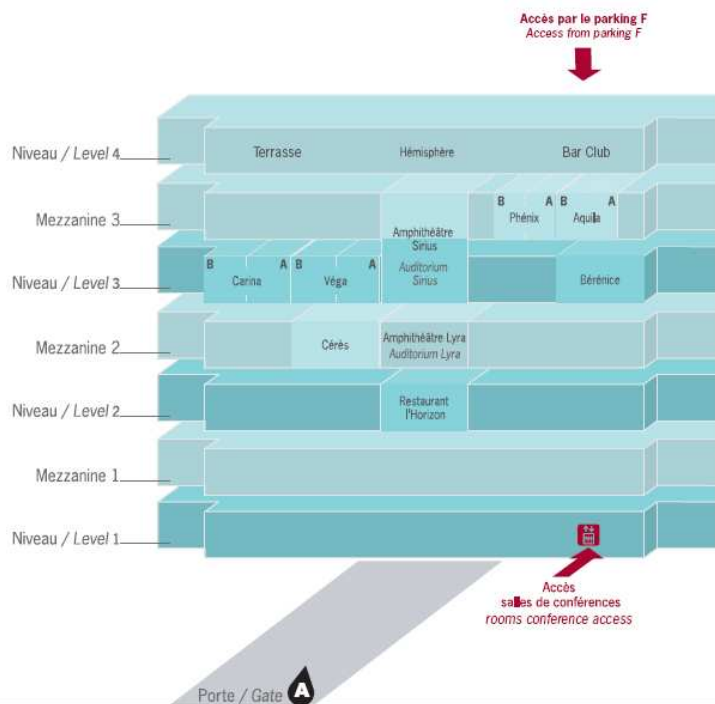 Accès par le parking F
Access from parking F
Niveau / Level 4
Terrasse
Hémisphère
Bar Club
Mezzanine 3
B A
Phénix
B A
Aquila
Amphithéâtre
Sirius
Auditorium
Sirius
Niveau / Level 3
B A
Carina
B A
Véga
Bérénice
Mezzanine 2
Cérès
Amphithéâtre Lyra
Auditorium Lyra
Niveau / Level 2
Restaurant
l'Horizon
Mezzanine 1
Niveau / Level 1
Accès
salles de conférences
rooms conference access
Porte / Gate A